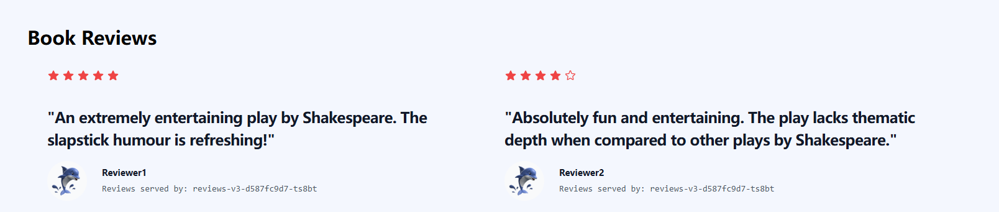 Book Reviews
"An extremely entertaining play by Shakespeare. The
slapstick humour is refreshing!"
Reviewer1
Reviews served by: reviews-v3-d587fc9d7-ts8bt
"Absolutely fun and entertaining. The play lacks thematic
depth when compared to other plays by Shakespeare."
Reviewer2
Reviews served by: reviews-v3-d587fc9d7-ts8bt